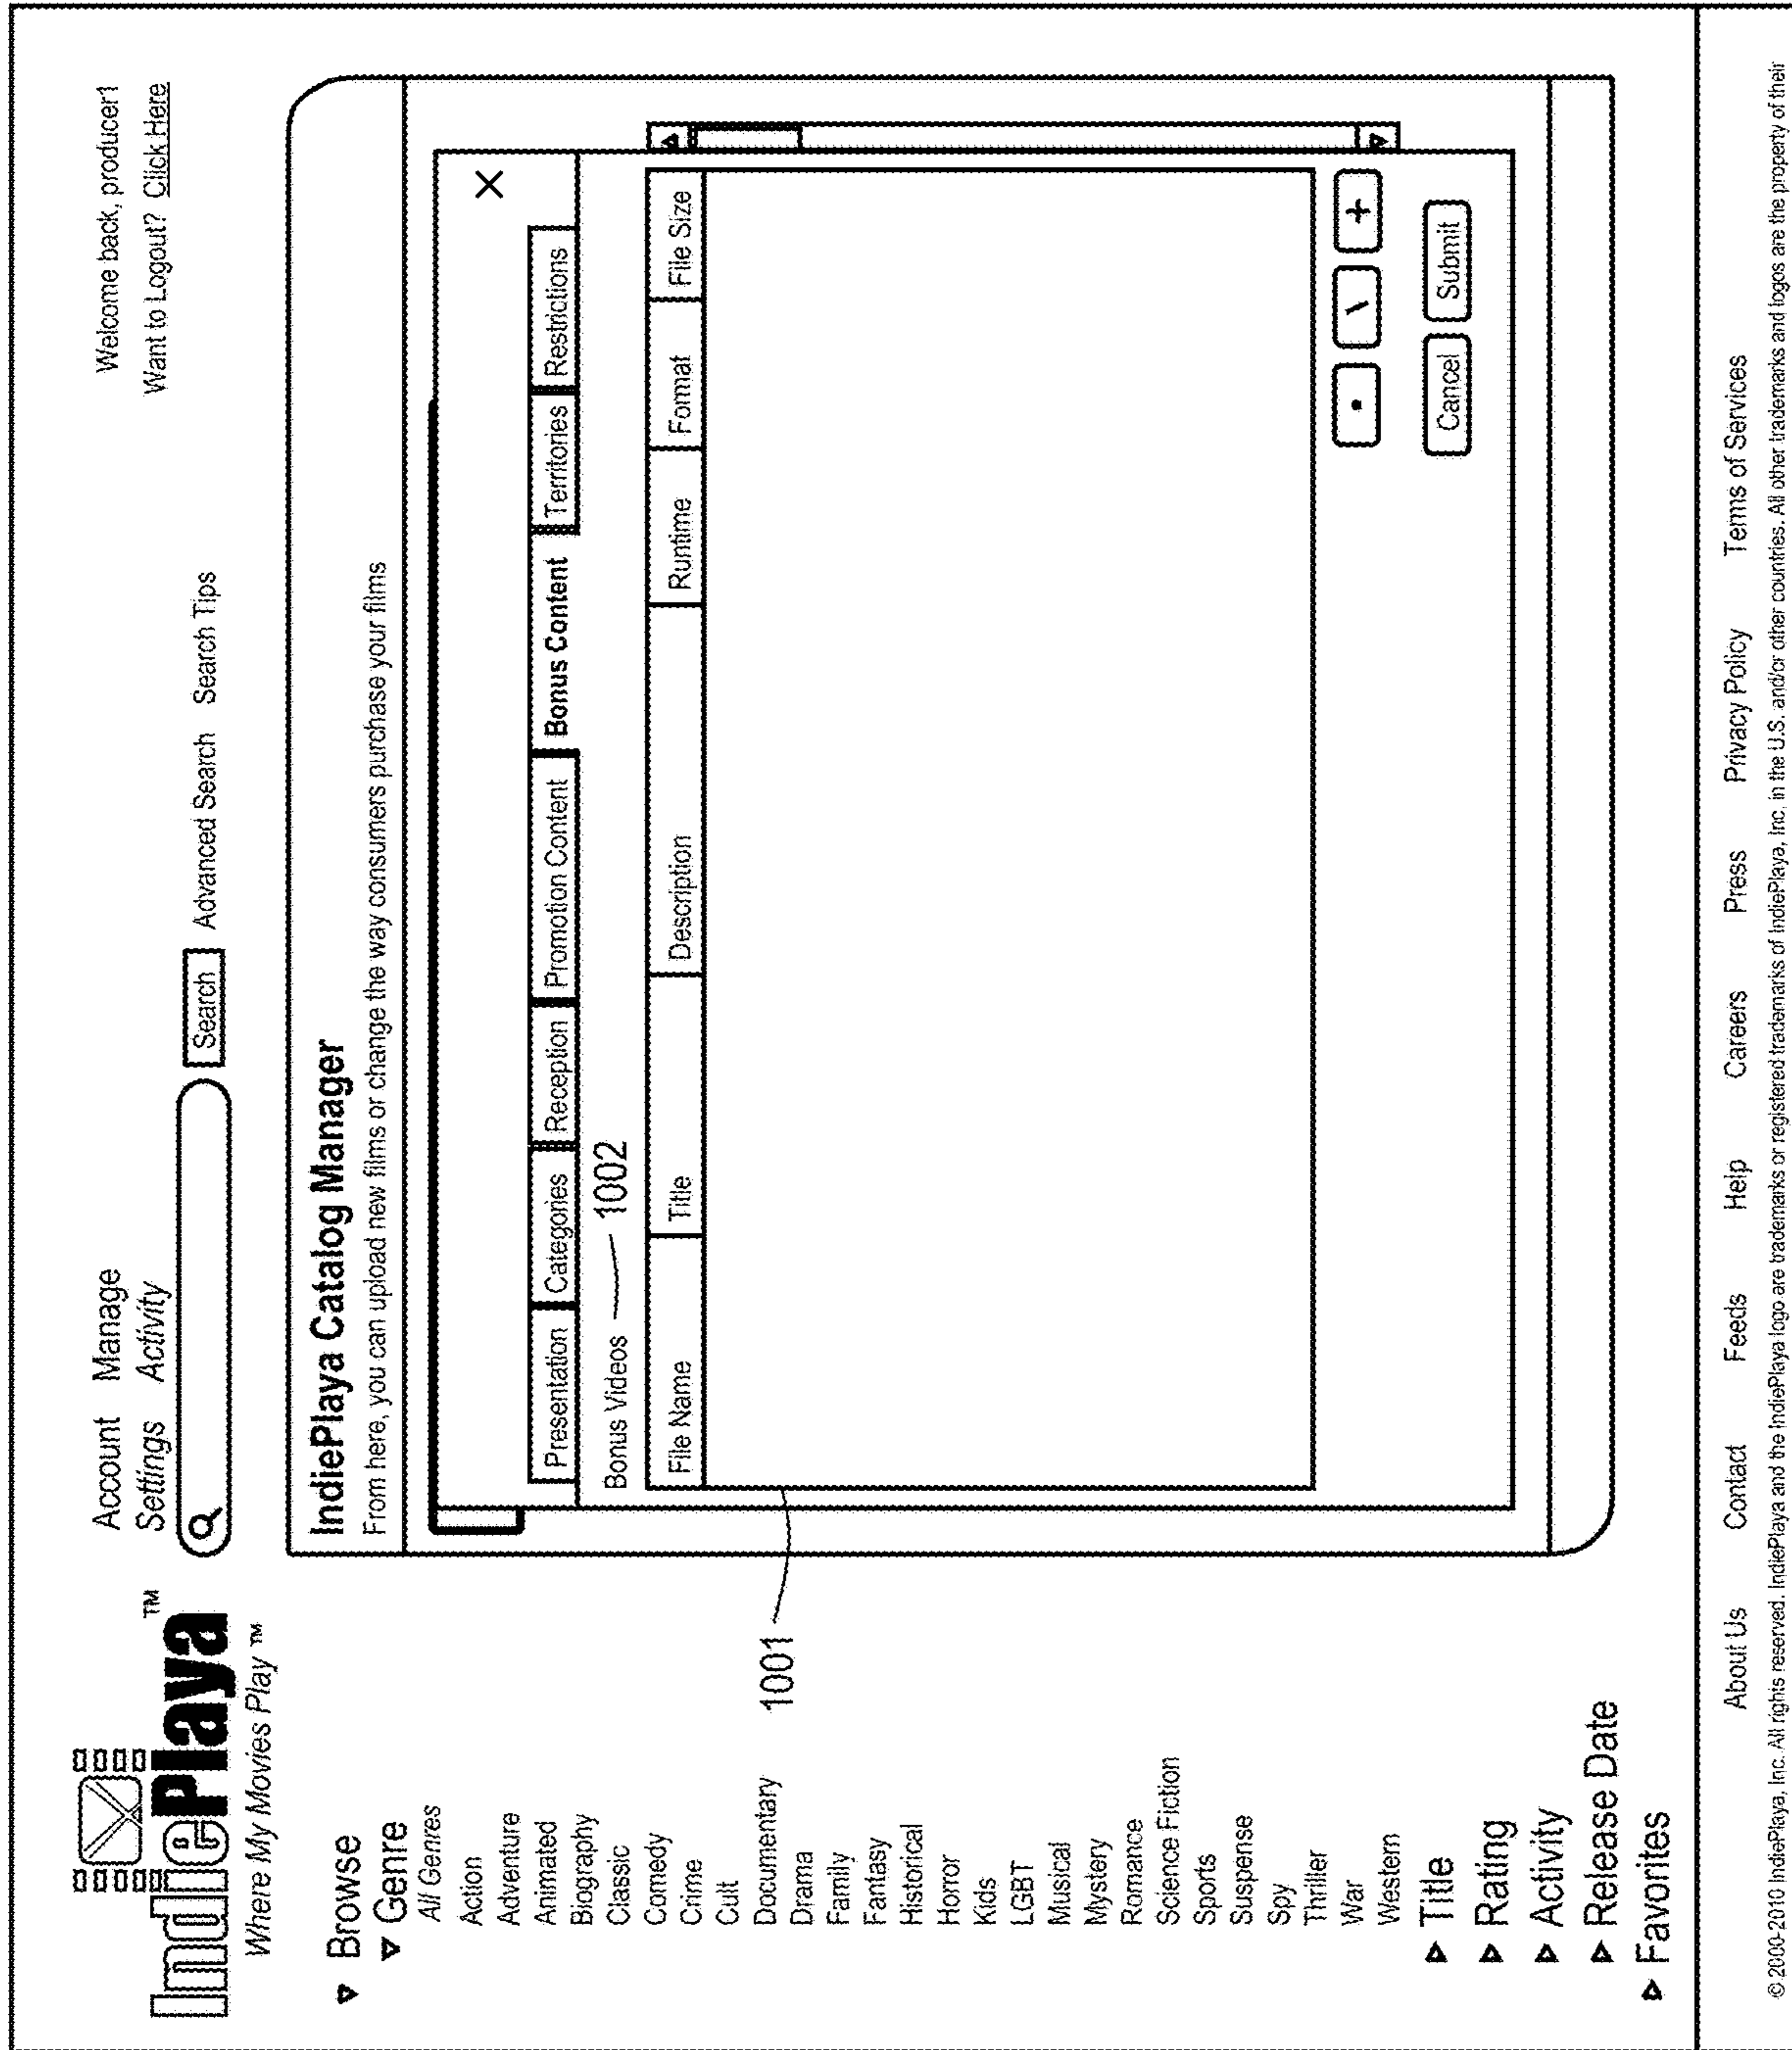 IndiePlaya ™
Where My Movies Play ™
Account Manage
Settings Activity
Welcome back, producer1
Want to Logout? Click Here
Search Advanced Search Search Tips
Browse
Genre
All Genres
Action
Adventure
Animated
Biography
Classic
Comedy
Crime
Cult
Documentary
Drama
Family
Fantasy
Historical
Horror
Kids
LGBT
Musical
Mystery
Romance
Science Fiction
Sports
Suspense
Spy
Thriller
War
Western
Title
Rating
Activity
Release Date
Favorites
IndiePlaya Catalog Manager
From here, you can upload new films or change the way consumers purchase your films
X
Presentation Categories Reception Promotion Content Bonus Content Territories Restrictions
Bonus Videos 1002
File Name Title Description Runtime Fomat File Size
1001
+
Cancel Submit
About Us Contact Feeds Help Careers Press Privacy Policy Terms of Services
© 2000-2010 IndiePlaya, Inc. All rights reserved. IndiePlaya and the IndiePlaya logo are trademarks or registered trademarks of IndiePlaya, Inc. in the U.S. and/or other countries. All other trademarks and logos are the property of their